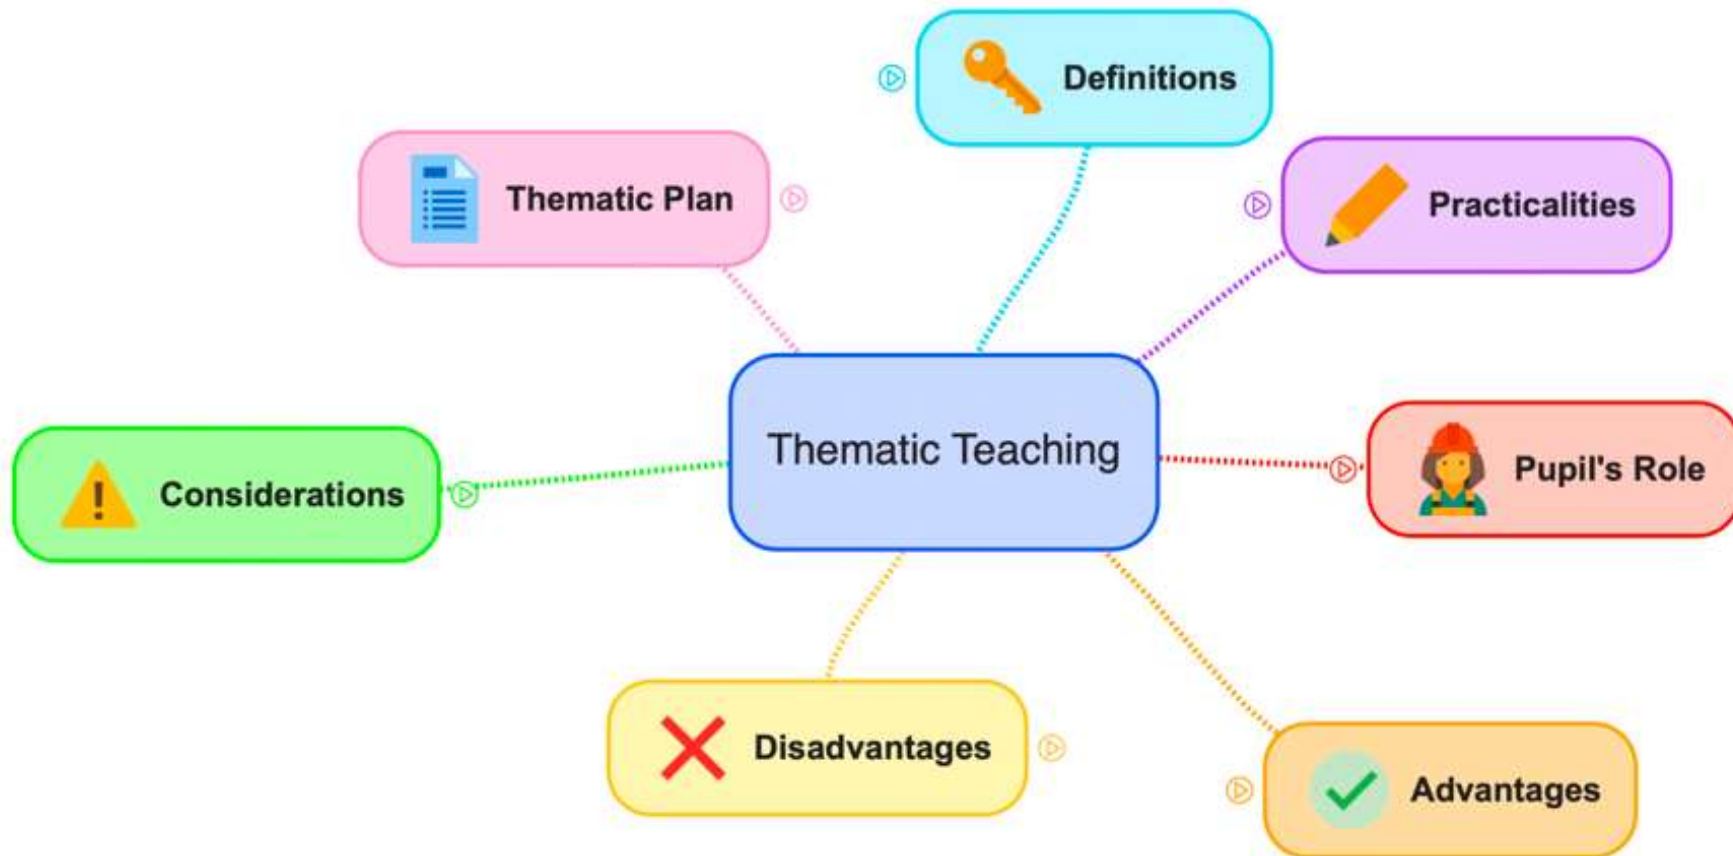 Definitions
Thematic Plan
Practicalities
Thematic Teaching
Pupil's Role
Considerations
Disadvantages
Advantages